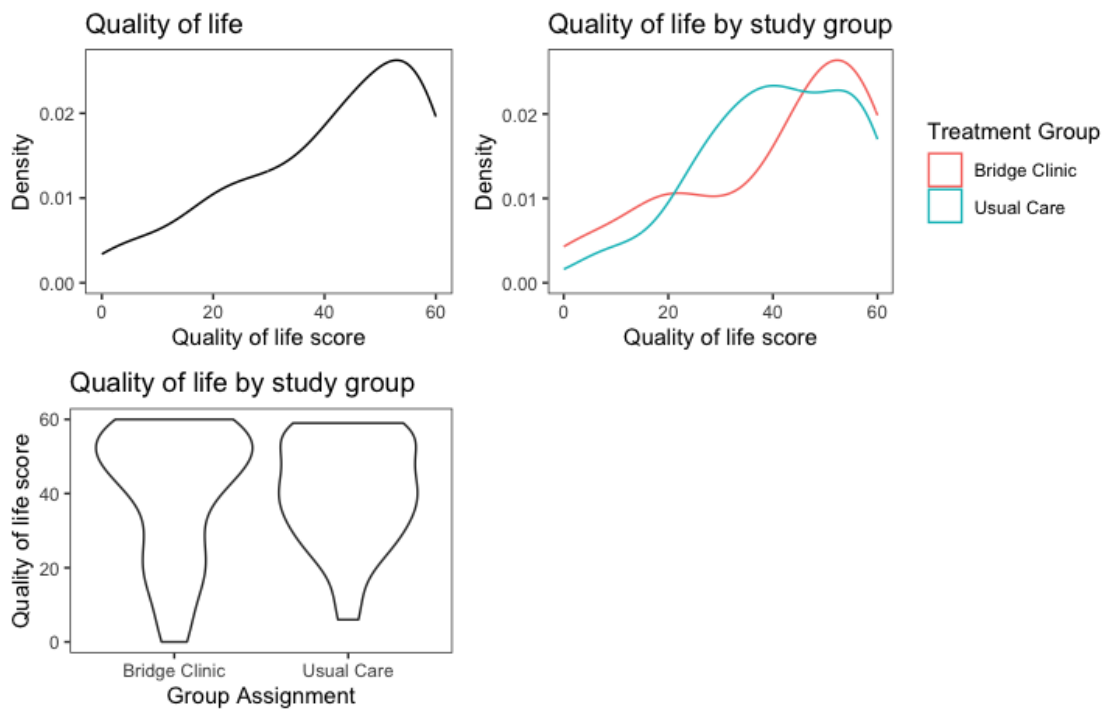 Quality of life
Density
0.02
0.01
0.00
0
20
40
60
Quality of life score
Quality of life by study group
Density
0.02
0.01
0.00
0
20
40
60
Quality of life score
Treatment Group
Bridge Clinic
Usual Care
Quality of life by study group
Quality of life score
60
40
20
0
Bridge Clinic
Usual Care
Group Assignment